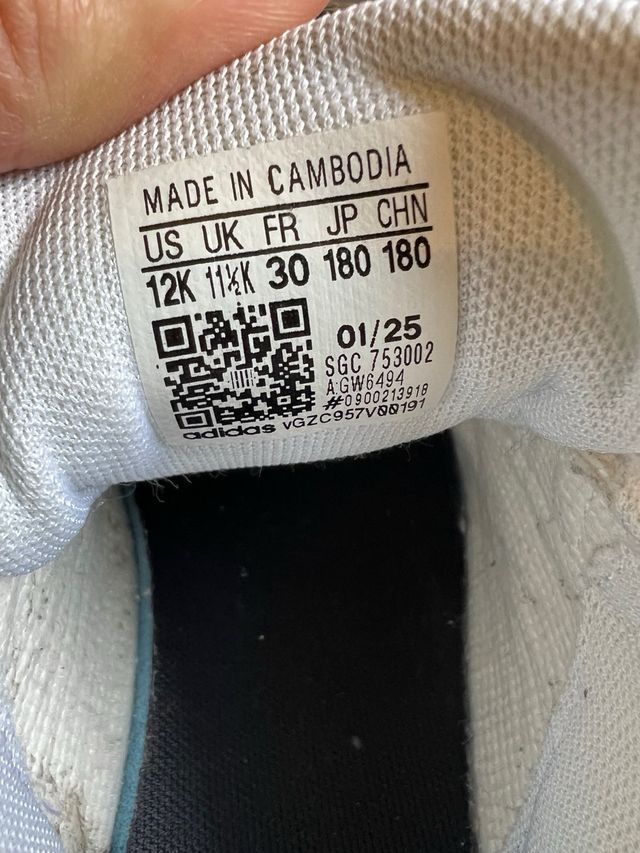 MADE IN CAMBODIA
US UK FR JP CHN
12K 11½K 30 180 180
01/25
SGC 753002
A GW6494
#0900213918
adidas VGZC957V00191